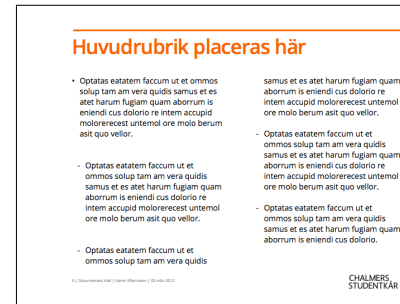 Huvudrubrik placeras här
• Optatas eatatem faccum ut et ommos
solup tam am vera quidis samus et es
atet harum fugiam quam aborrum is
eniendi cus dolorio re intem accupid
molorerecest untemol ore molo berum
asit quo vellor.
- Optatas eatatem faccum ut et
ommos solup tam am vera quidis
samus et es atet harum fugiam quam
aborrum is eniendi cus dolorio re
intem accupid molorerecest untemol
ore molo berum asit quo vellor.
- Optatas eatatem faccum ut et
ommos solup tam am vera quidis
samus et es atet harum fugiam quam
aborrum is eniendi cus dolorio re
intem accupid molorerecest untemol
ore molo berum asit quo vellor.
- Optatas eatatem faccum ut et
ommos solup tam am vera quidis
samus et es atet harum fugiam quam
aborrum is eniendi cus dolorio re
intem accupid molorerecest untemol
ore molo berum asit quo vellor.
- Optatas eatatem faccum ut et
ommos solup tam am vera quidis
samus et es atet harum fugiam quam
aborrum is eniendi cus dolorio.
5 | Documentets titel | Namn Efternamn | 00 mån 2012
CHALMERS
STUDENTKÅR